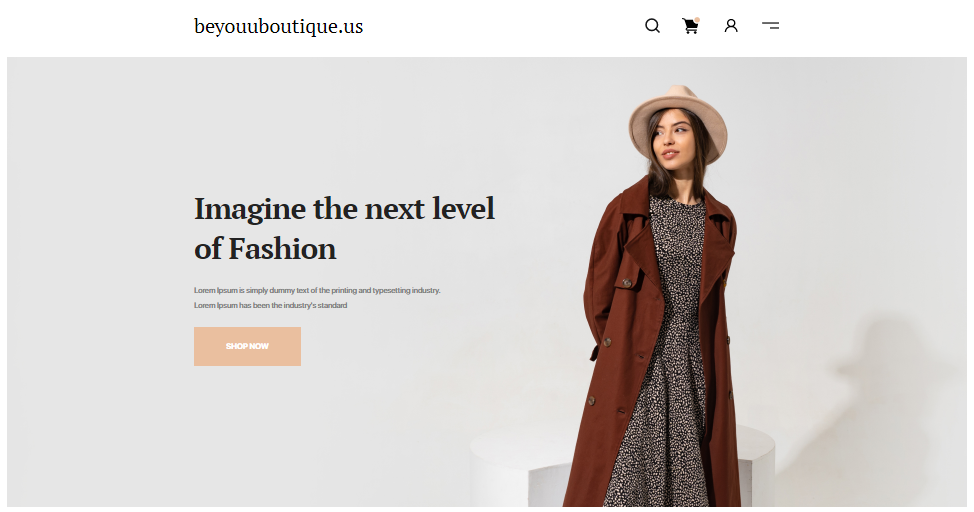 beyouuboutique.us
Imagine the next level
of Fashion
Lorem Ipsum is simply dummy text of the printing and typesetting industry.
Lorem Ipsum has been the industry's standard
SHOP NOW